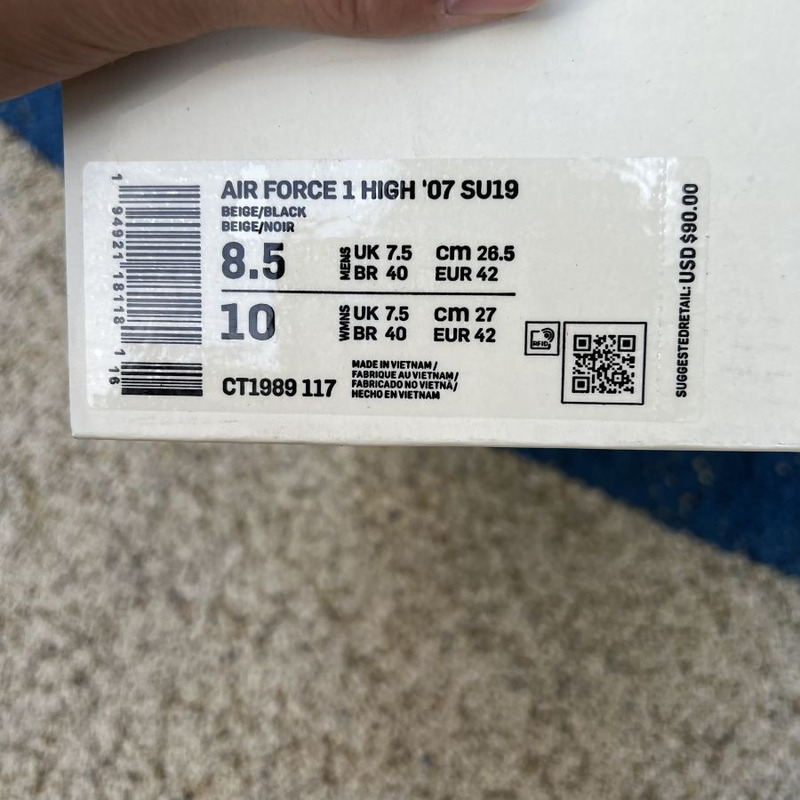 AIR FORCE 1 HIGH '07 SU19
BEIGE/BLACK
BEIGE/NOIR
8.5 MENS UK 7.5 cm 26.5
BR 40 EUR 42
10 WMNS UK 7.5 cm 27
BR 40 EUR 42
RFID
CT1989 117
MADE IN VIETNAM/
FABRIQUE AU VIETNAM/
FABRICADO NO VIETNÃ/
HECHO EN VIETNAM
1 94921 18118 1 16
SUGGESTEDRETAIL: USD $90.00